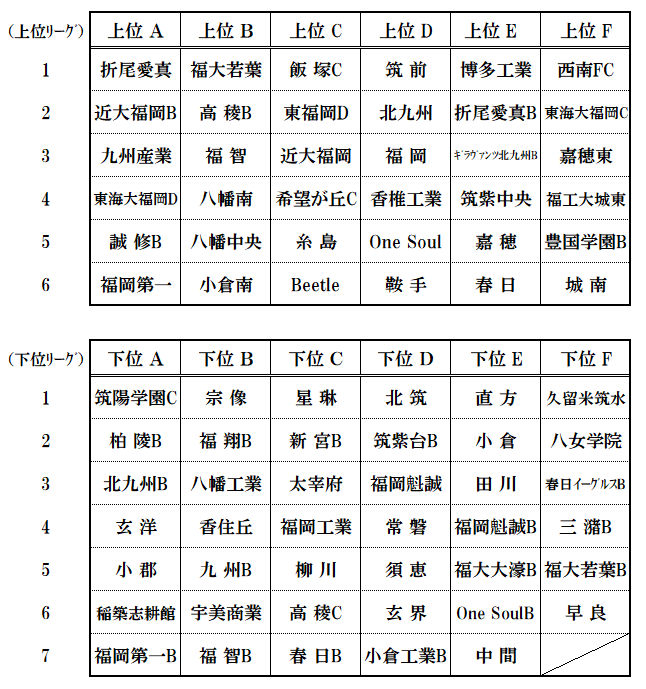 (上位ﾘｰｸﾞ) 上位 A 上位 B 上位 C 上位 D 上位 E 上位 F
1 折尾愛真 福大若葉 飯 塚C 筑 前 博多工業 西南FC
2 近大福岡B 高 稜B 東福岡D 北九州 折尾愛真B 東海大福岡C
3 九州産業 福 智 近大福岡 福 岡 ｷﾞﾗｳﾞｧﾝﾂ北九州B 嘉穂東
4 東海大福岡D 八幡南 希望が丘C 香椎工業 筑紫中央 福工大城東
5 誠 修B 八幡中央 糸 島 One Soul 嘉 穂 豊国学園B
6 福岡第一 小倉南 Beetle 鞍 手 春 日 城 南
(下位ﾘｰｸﾞ) 下位 A 下位 B 下位 C 下位 D 下位 E 下位 F
1 筑陽学園C 宗 像 星 琳 北 筑 直 方 久留米筑水
2 柏 陵B 福 翔B 新 宮B 筑紫台B 小 倉 八女学院
3 北九州B 八幡工業 太宰府 福岡魁誠 田 川 春日ｲｰｸﾞﾙｽB
4 玄 洋 香住丘 福岡工業 常 磐 福岡魁誠B 三 潴B
5 小 郡 九 州B 柳 川 須 恵 福大大濠B 福大若葉B
6 稲築志耕館 宇美商業 高 稜C 玄 界 One SoulB 早 良
7 福岡第一B 福 智B 春 日B 小倉工業B 中 間